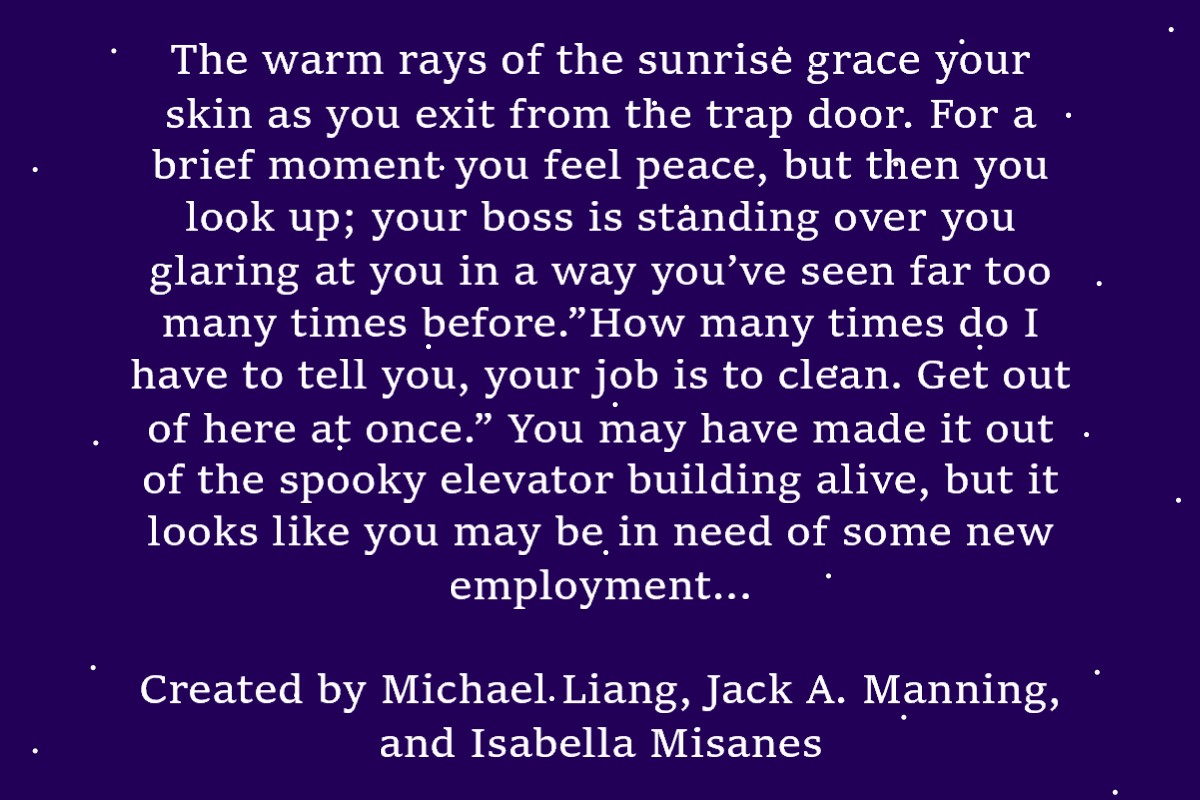 The warm rays of the sunrise grace your
skin as you exit from the trap door. For a
brief moment you feel peace, but then you
look up; your boss is standing over you
glaring at you in a way you’ve seen far too
many times before.”How many times do I
have to tell you, your job is to clean. Get out
of here at once.” You may have made it out
of the spooky elevator building alive, but it
looks like you may be in need of some new
employment...
Created by Michael Liang, Jack A. Manning,
and Isabella Misanes